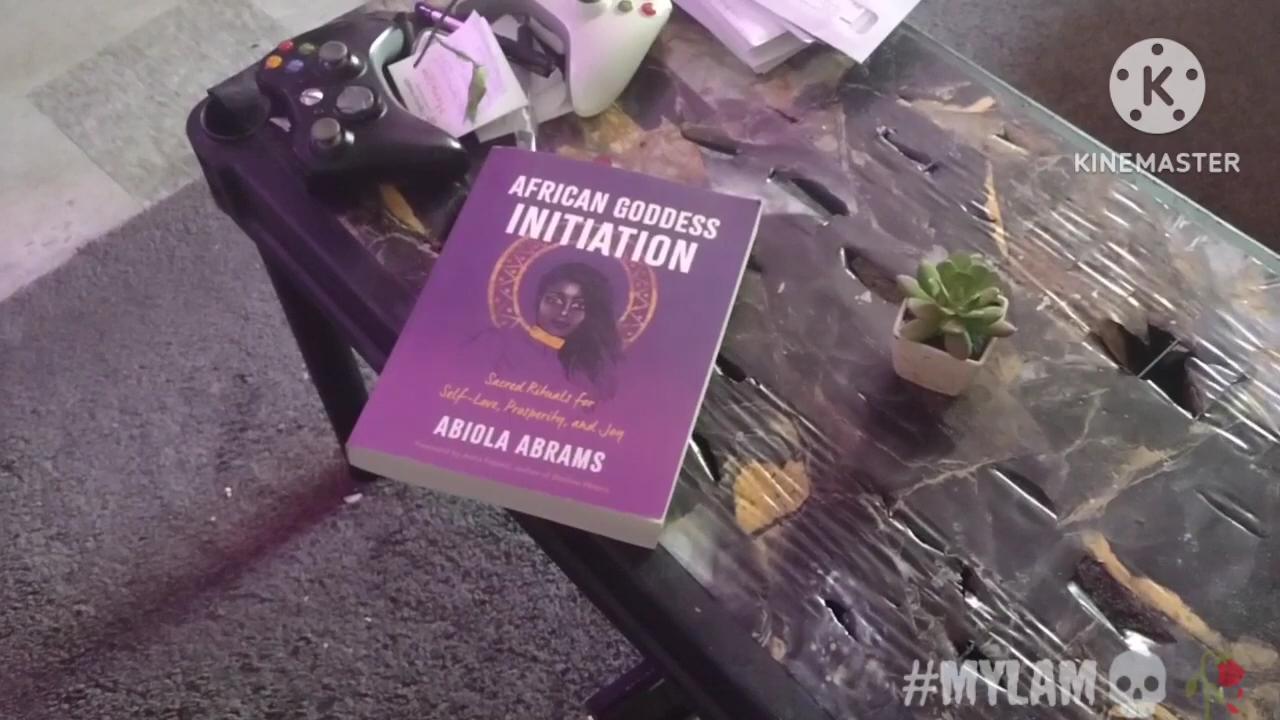 K
KINEMASTER
AFRICAN GODDESS
INITIATION
Sacred Rituals for
Self-Love, Prosperity, and Joy
ABIOLA ABRAMS
#MYLAM